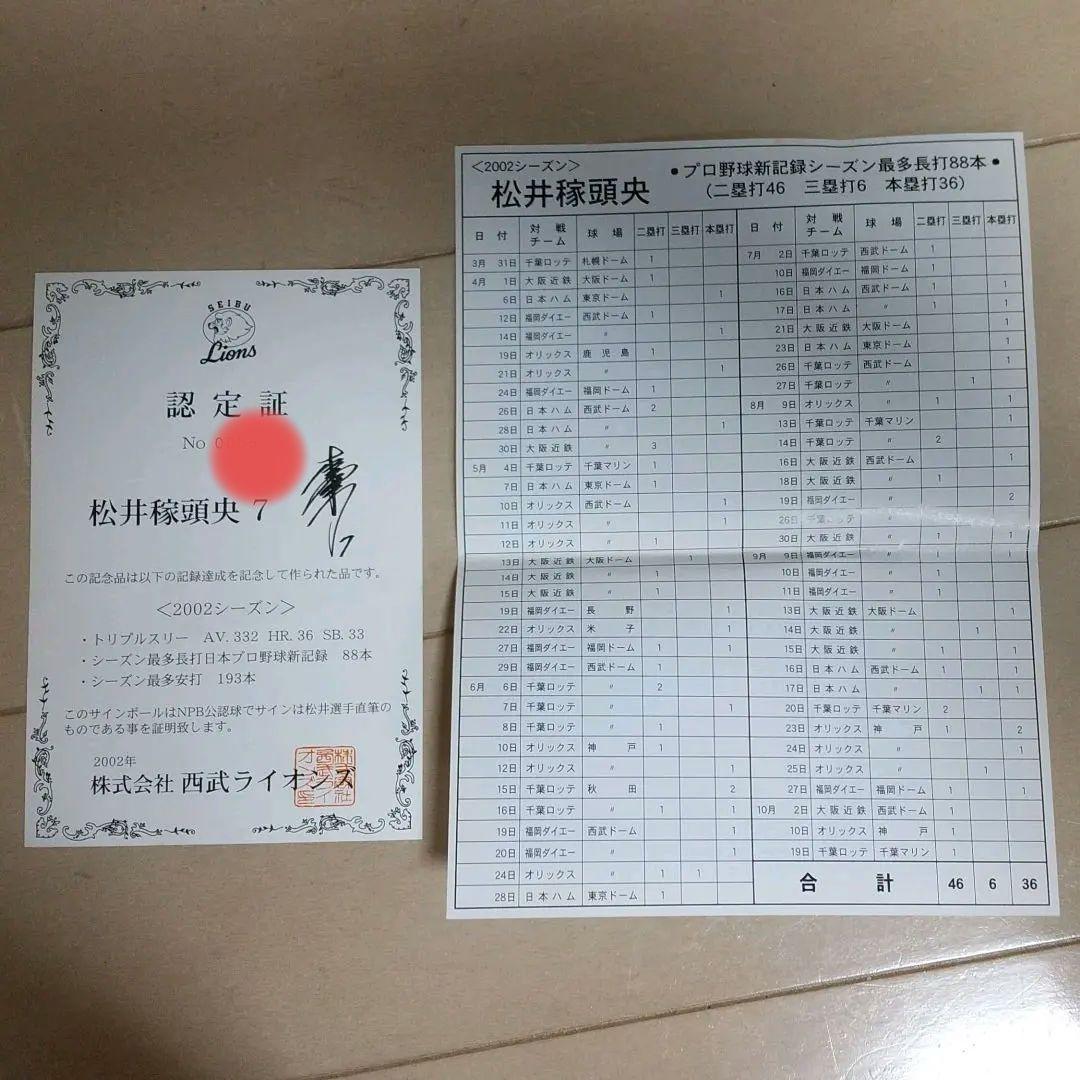 SEIBU
Lions
認定証
No
松井稼頭央 7
この記念品は以下の記録達成を記念して作られた品です。
＜2002シーズン＞
・トリプルスリー AV. 332 HR. 36 SB. 33
・シーズン最多長打日本プロ野球新記録 88本
・シーズン最多安打 193本
このサインボールはNPB公認球でサインは松井選手直筆の
ものである事を証明致します。
2002年
株式会社 西武ライオンズ
＜2002シーズン＞
松井稼頭央
●プロ野球新記録シーズン最多長打88本●
（二塁打46 三塁打6 本塁打36）
日付 対戦チーム 球場 二塁打 三塁打 本塁打
3月 31日 千葉ロッテ 札幌ドーム 1
4月 1日 大阪近鉄 大阪ドーム 1
6日 日本ハム 東京ドーム 1
12日 福岡ダイエー 西武ドーム 1
14日 福岡ダイエー 〃 1
19日 オリックス 鹿児島 1
21日 オリックス 〃 1
24日 福岡ダイエー 福岡ドーム 1
26日 日本ハム 西武ドーム 2
28日 日本ハム 〃 1
30日 大阪近鉄 〃 3
5月 4日 千葉ロッテ 千葉マリン 1
7日 日本ハム 東京ドーム 1
10日 オリックス 西武ドーム 1
11日 オリックス 〃 1
12日 オリックス 〃 1
13日 大阪近鉄 大阪ドーム 1
14日 大阪近鉄 〃 1
15日 大阪近鉄 〃 1
19日 福岡ダイエー 長野 1
22日 オリックス 米子 1
27日 福岡ダイエー 福岡ドーム 1 1
29日 福岡ダイエー 西武ドーム 1
6月 6日 千葉ロッテ 〃 2
7日 千葉ロッテ 〃 1
8日 千葉ロッテ 〃 1
10日 オリックス 神戸 1
12日 オリックス 〃 1
15日 千葉ロッテ 秋田 2
16日 千葉ロッテ 〃 1 1
19日 福岡ダイエー 西武ドーム 1
20日 福岡ダイエー 〃 1
24日 オリックス 〃 1 1
28日 日本ハム 東京ドーム 1
日付 対戦チーム 球場 二塁打 三塁打 本塁打
7月 2日 千葉ロッテ 西武ドーム 1
10日 福岡ダイエー 福岡ドーム 1
16日 日本ハム 西武ドーム 1 1
17日 日本ハム 〃 1 1
21日 大阪近鉄 大阪ドーム 1
23日 日本ハム 東京ドーム 1
26日 千葉ロッテ 西武ドーム 1
27日 千葉ロッテ 〃 1
8月 9日 オリックス 〃 1 1
13日 千葉ロッテ 千葉マリン 1
14日 千葉ロッテ 〃 2
16日 大阪近鉄 西武ドーム 1
18日 大阪近鉄 〃 1
19日 福岡ダイエー 〃 2
26日 千葉ロッテ 〃
30日 大阪近鉄 〃 1 1
9月 9日 福岡ダイエー 〃 1 1
10日 福岡ダイエー 〃 1
11日 福岡ダイエー 〃 1
13日 大阪近鉄 大阪ドーム 1
14日 大阪近鉄 〃 1
15日 大阪近鉄 〃 1 1
16日 日本ハム 西武ドーム 1 1
17日 日本ハム 〃 1 1
20日 千葉ロッテ 千葉マリン 2
23日 オリックス 神戸 1 2
24日 オリックス 〃 1
25日 オリックス 〃 1
27日 福岡ダイエー 福岡ドーム 1 1
10月 2日 大阪近鉄 西武ドーム 1
10日 オリックス 神戸 1
19日 千葉ロッテ 千葉マリン 1
合計 46 6 36